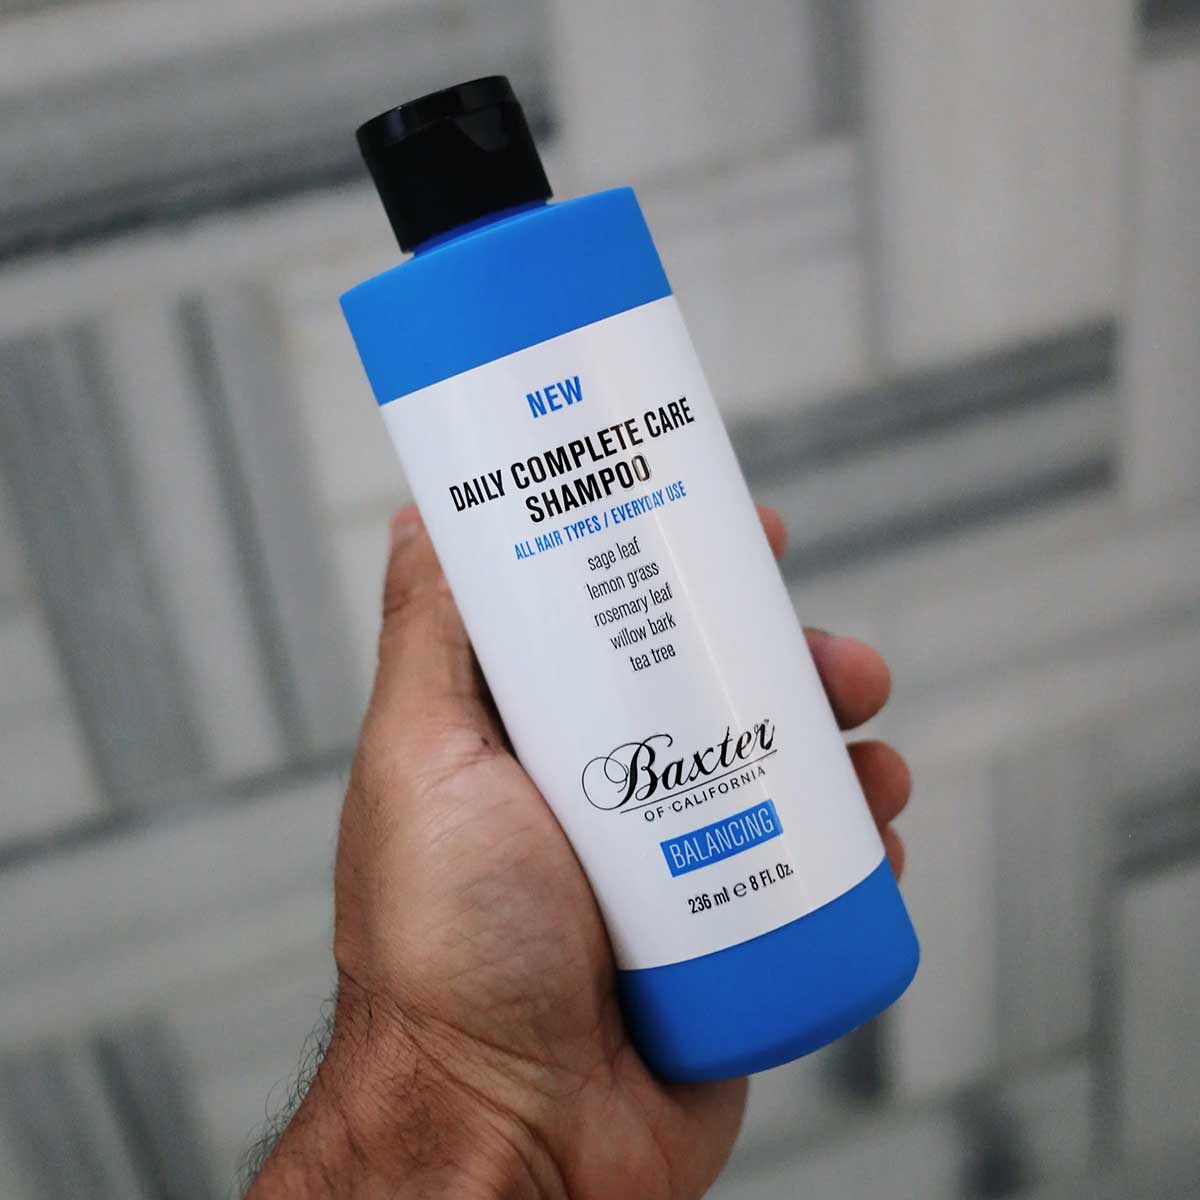 NEW
DAILY COMPLETE CARE
SHAMPOO
ALL HAIR TYPES / EVERYDAY USE
sage leaf
lemon grass
rosemary leaf
willow bark
tea tree
Baxter
OF·CALIFORNIA
BALANCING
236 ml ℮ 8 Fl. Oz.